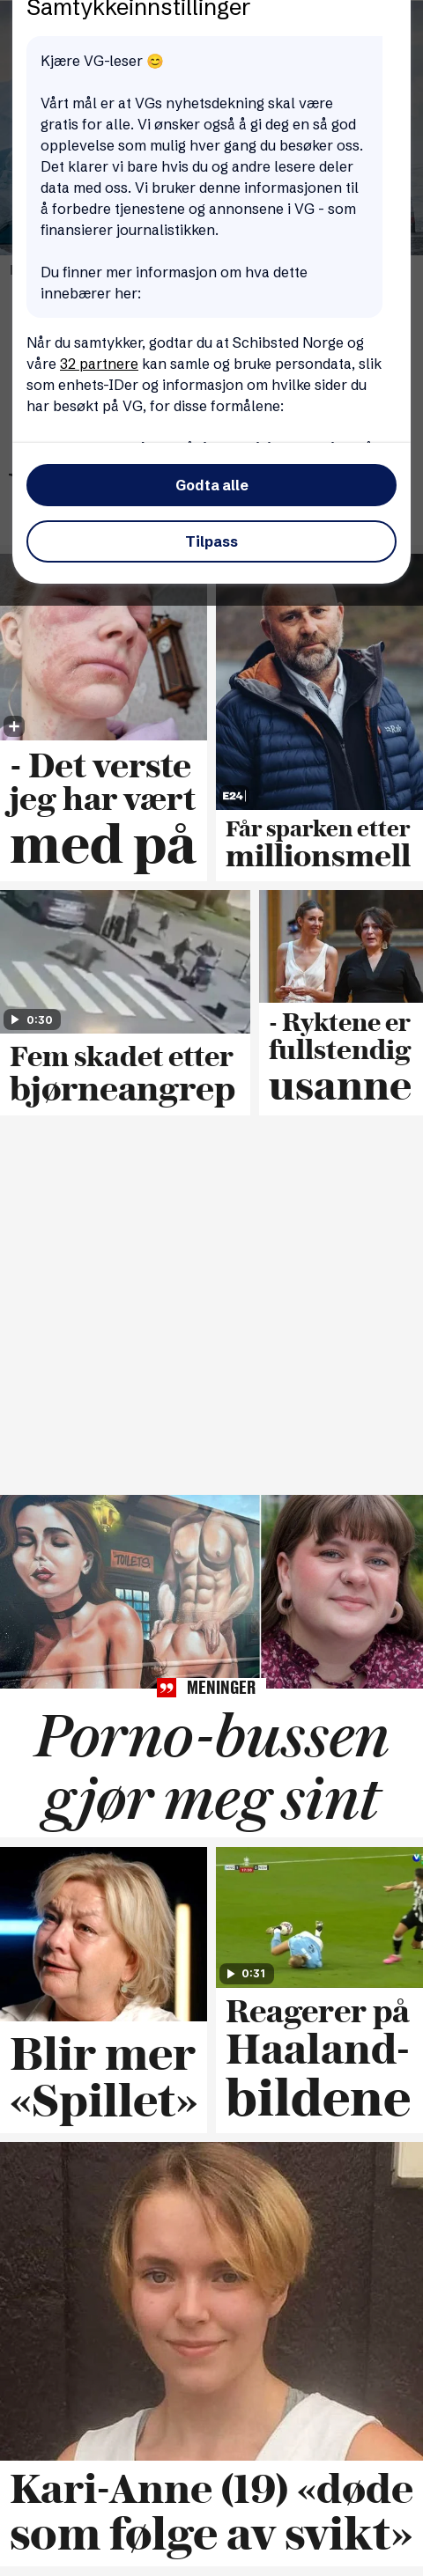 Samtykkeinnstillinger
Kjære VG-leser 😊
Vårt mål er at VGs nyhetsdekning skal være
gratis for alle. Vi ønsker også å gi deg en så god
opplevelse som mulig hver gang du besøker oss.
Det klarer vi bare hvis du og andre lesere deler
data med oss. Vi bruker denne informasjonen til
å forbedre tjenestene og annonsene i VG - som
finansierer journalistikken.
Du finner mer informasjon om hva dette
innebærer her:
Når du samtykker, godtar du at Schibsted Norge og
våre 32 partnere kan samle og bruke persondata, slik
som enhets-IDer og informasjon om hvilke sider du
har besøkt på VG, for disse formålene:
Godta alle
Tilpass
- Det verste
jeg har vært
med på
E24
Får sparken etter
millionsmell
0:30
Fem skadet etter
bjørneangrep
- Ryktene er
fullstendig
usanne
TOILETS
MENINGER
Porno-bussen
gjør meg sint
Blir mer
«Spillet»
0:31
Reagerer på
Haaland-
bildene
Kari-Anne (19) «døde
som følge av svikt»